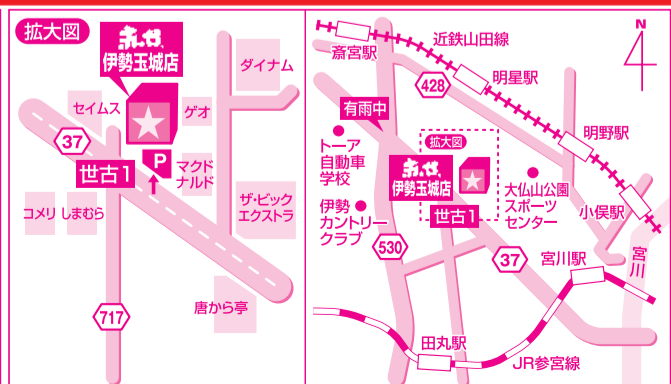 拡大図
赤から
伊勢玉城店
ダイナム
セイムス
ゲオ
37
P
世古1
マクド
ナルド
コメリ
しまむら
ザ・ビック
エクストラ
唐から亭
717
N
斎宮駅
近鉄山田線
428
明星駅
有雨中
明野駅
トーア
自動車
学校
拡大図
赤から
伊勢玉城店
大仏山公園
スポーツ
センター
伊勢
カントリー
クラブ
世古1
小俣駅
530
37
宮川駅
宮川
田丸駅
JR参宮線